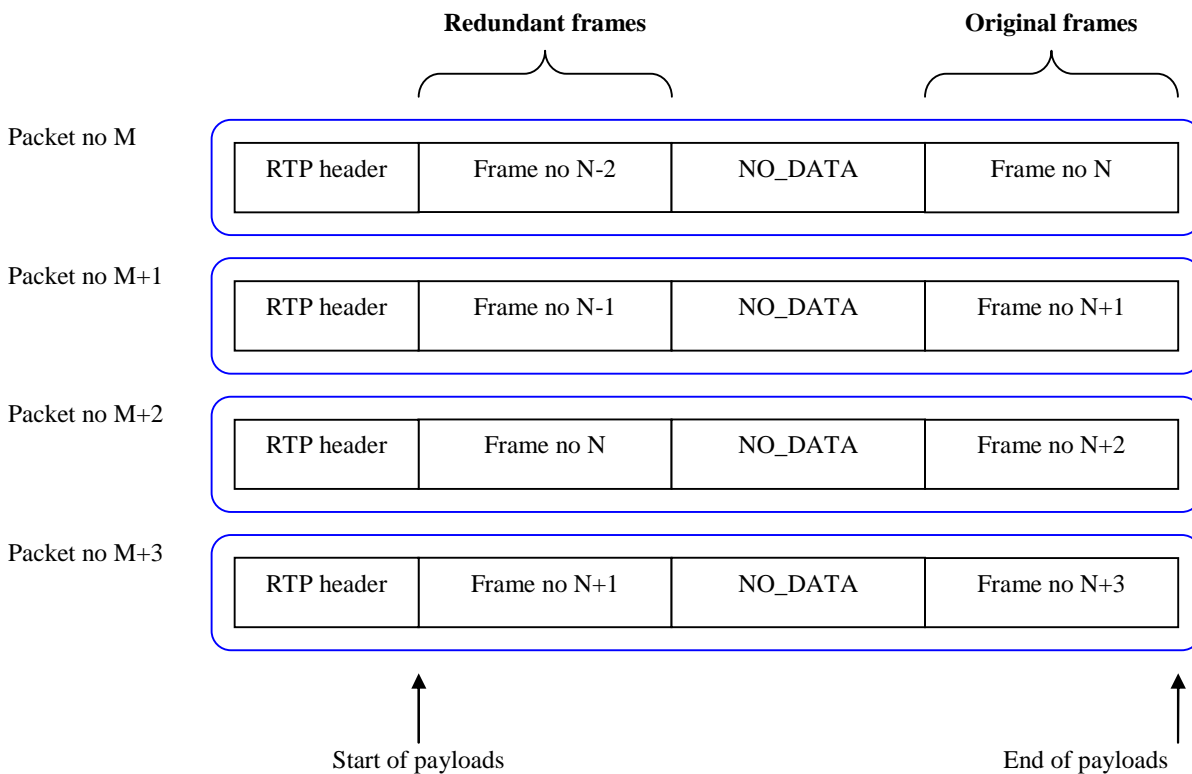 Redundant frames Original frames
Packet no M
RTP header Frame no N-2 NO_DATA Frame no N
Packet no M+1
RTP header Frame no N-1 NO_DATA Frame no N+1
Packet no M+2
RTP header Frame no N NO_DATA Frame no N+2
Packet no M+3
RTP header Frame no N+1 NO_DATA Frame no N+3
Start of payloads End of payloads